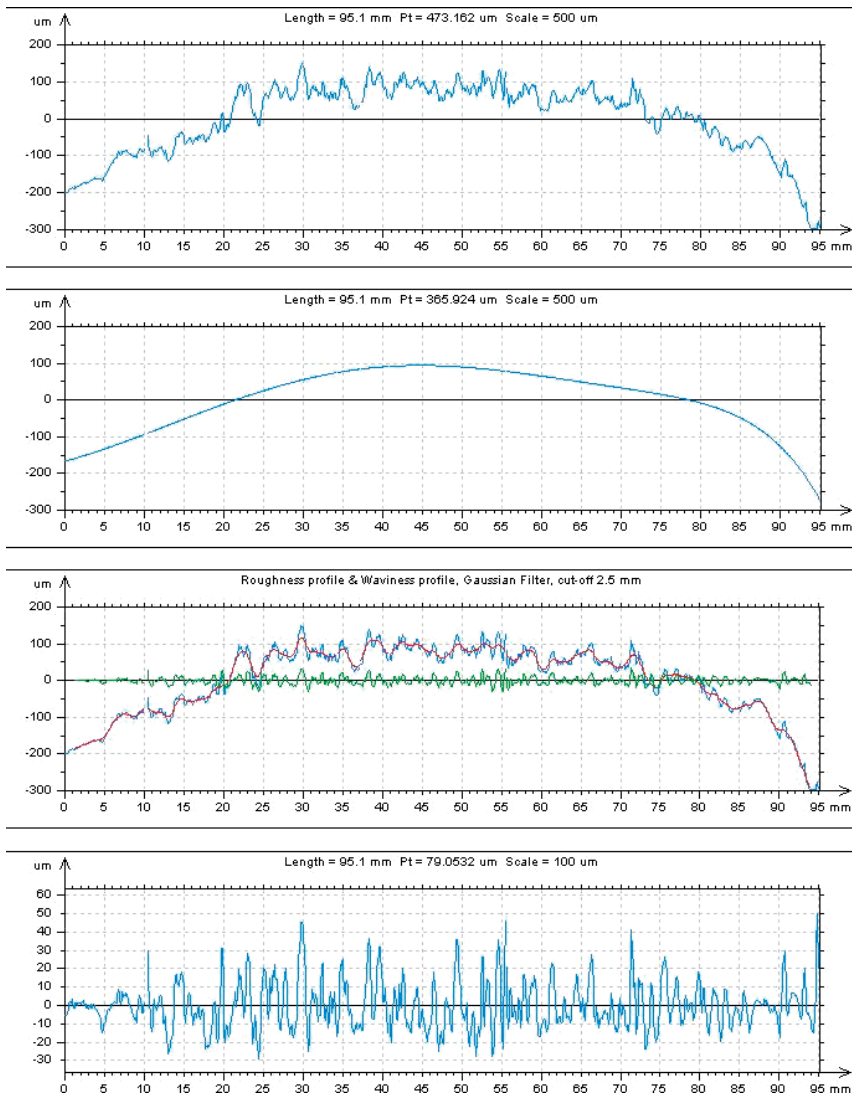 Length = 95.1 mm Pt = 473.162 um Scale = 500 um
um
200
100
0
-100
-200
-300
0 5 10 15 20 25 30 35 40 45 50 55 60 65 70 75 80 85 90 95 mm
Length = 95.1 mm Pt = 365.924 um Scale = 500 um
um
200
100
0
-100
-200
-300
0 5 10 15 20 25 30 35 40 45 50 55 60 65 70 75 80 85 90 95 mm
Roughness profile & Waviness profile, Gaussian Filter, cut-off 2.5 mm
um
200
100
0
-100
-200
-300
0 5 10 15 20 25 30 35 40 45 50 55 60 65 70 75 80 85 90 95 mm
Length = 95.1 mm Pt = 79.0532 um Scale = 100 um
um
60
50
40
30
20
10
0
-10
-20
-30
0 5 10 15 20 25 30 35 40 45 50 55 60 65 70 75 80 85 90 95 mm